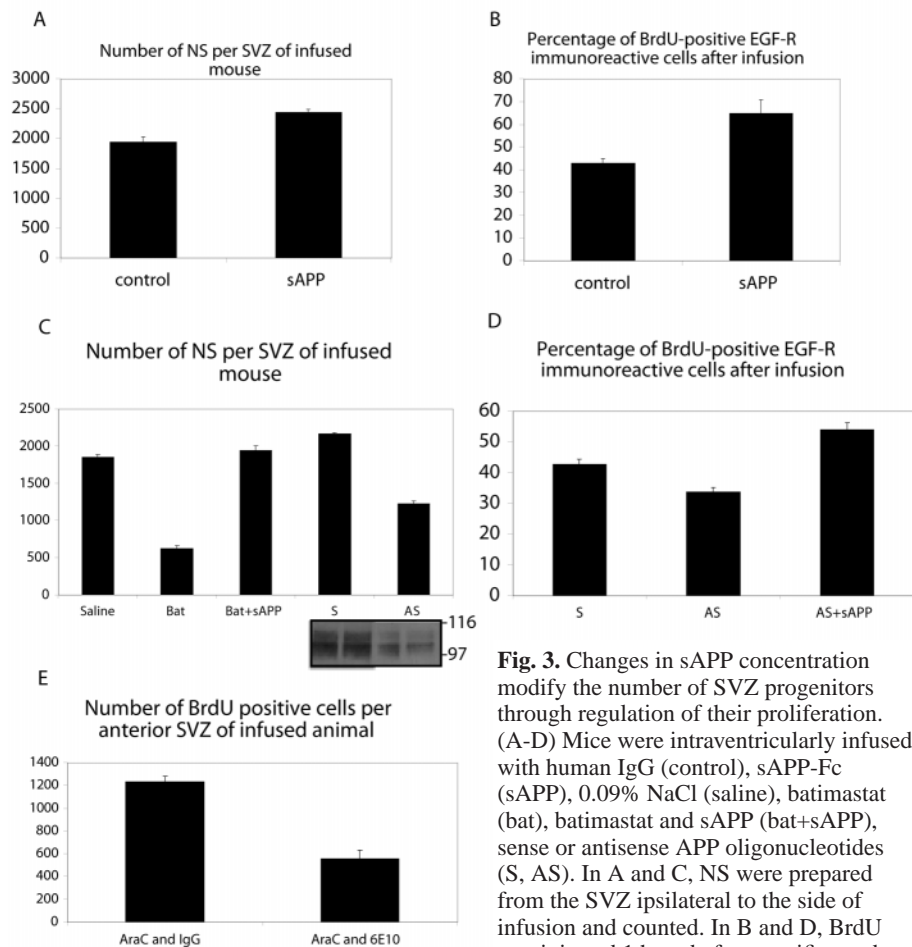 A
Number of NS per SVZ of infused
mouse
3000
2500
2000
1500
1000
500
0
control
sAPP
B
Percentage of BrdU-positive EGF-R
immunoreactive cells after infusion
80
70
60
50
40
30
20
10
0
control
sAPP
C
Number of NS per SVZ of infused
mouse
2500
2000
1500
1000
500
0
Saline
Bat
Bat+sAPP
S
AS
-116
-97
D
Percentage of BrdU-positive EGF-R
immunoreactive cells after infusion
60
50
40
30
20
10
0
S
AS
AS+sAPP
E
Number of BrdU positive cells per
anterior SVZ of infused animal
1400
1200
1000
800
600
400
200
0
AraC and IgG
AraC and 6E10
Fig. 3. Changes in sAPP concentration
modify the number of SVZ progenitors
through regulation of their proliferation.
(A-D) Mice were intraventricularly infused
with human IgG (control), sAPP-Fc
(sAPP), 0.09% NaCl (saline), batimastat
(bat), batimastat and sAPP (bat+sAPP),
sense or antisense APP oligonucleotides
(S, AS). In A and C, NS were prepared
from the SVZ ipsilateral to the side of
infusion and counted. In B and D, BrdU